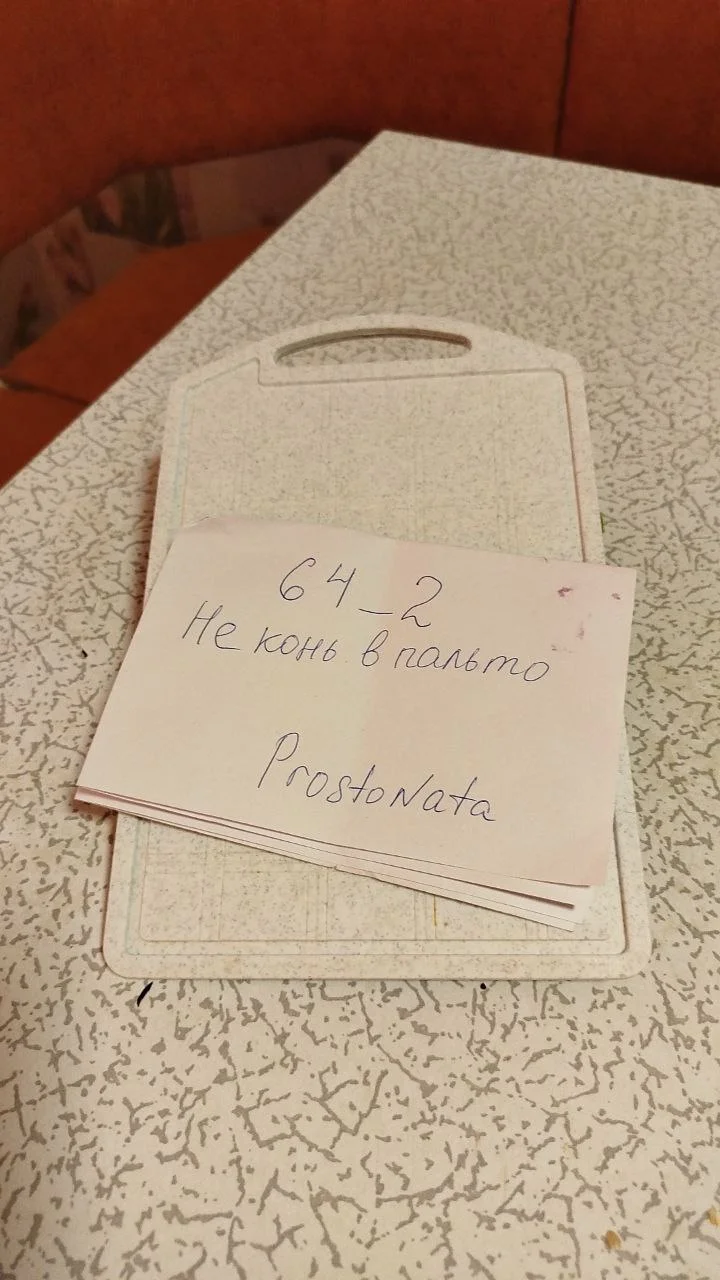 64_2
Не конь в пальто
ProstoNata